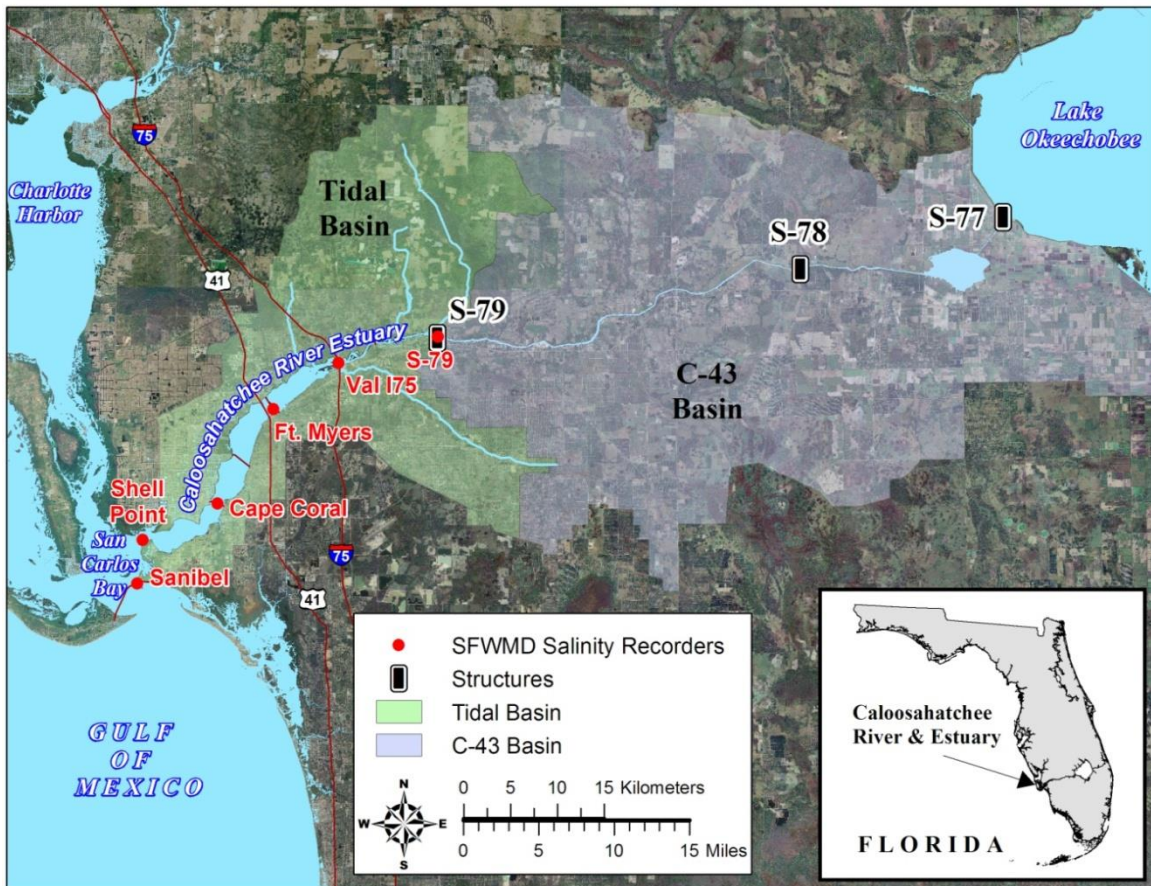 75
Lake
Okeechobee
Charlotte
Harbor
Tidal
Basin
S-77
S-78
41
S-79
S-79
Caloosahatchee River Estuary
Val I75
C-43
Basin
Ft. Myers
Shell
Point
Cape Coral
San
Carlos
Bay
Sanibel
75
41
GULF
OF
MEXICO
SFWMD Salinity Recorders
Structures
Tidal Basin
C-43 Basin
N
W E
S
0 5 10 15 Kilometers
0 5 10 15 Miles
Caloosahatchee
River & Estuary
FLORIDA